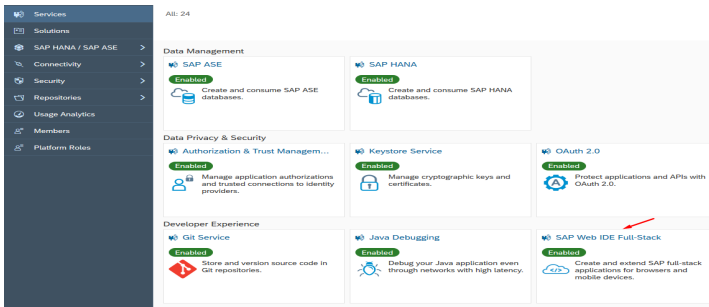 Services
Solutions
SAP HANA / SAP ASE
Connectivity
Security
Repositories
Usage Analytics
Members
Platform Roles
All: 24
Data Management
SAP ASE
Enabled
Create and consume SAP ASE
databases.
SAP HANA
Enabled
Create and consume SAP HANA
databases.
Data Privacy & Security
Authorization & Trust Managem...
Enabled
Manage application authorizations
and trusted connections to identity
providers.
Keystore Service
Enabled
Manage cryptographic keys and
certificates.
OAuth 2.0
Enabled
Protect applications and APIs with
OAuth 2.0.
Developer Experience
Git Service
Enabled
Store and version source code in
Git repositories.
Java Debugging
Enabled
Debug your Java application even
through networks with high latency.
SAP Web IDE Full-Stack
Enabled
Create and extend SAP full-stack
applications for browsers and
mobile devices.